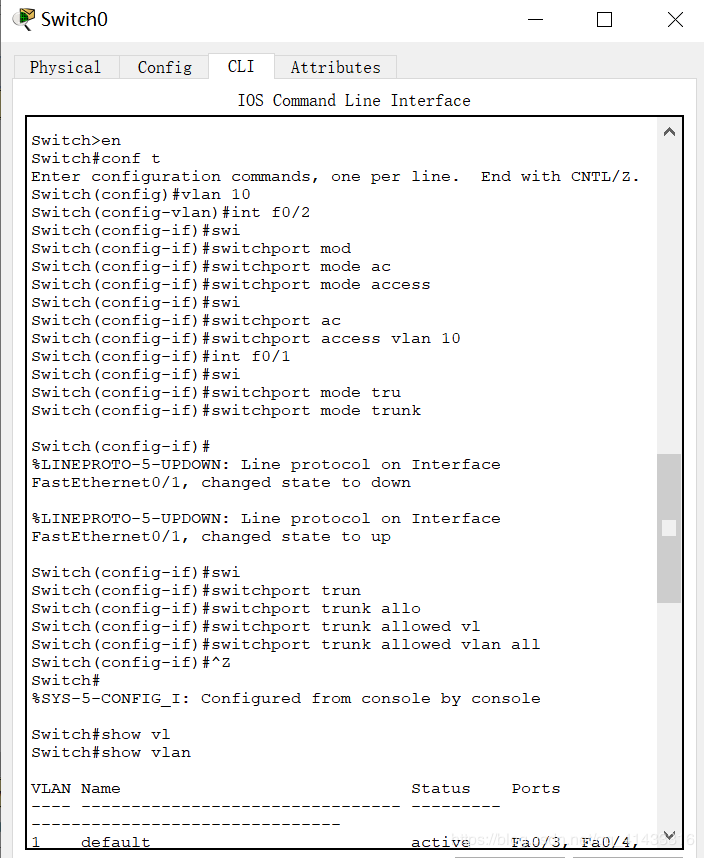 Switch0
Physical Config CLI Attributes
IOS Command Line Interface
Switch>en
Switch#conf t
Enter configuration commands, one per line.  End with CNTL/Z.
Switch(config)#vlan 10
Switch(config-vlan)#int f0/2
Switch(config-if)#swi
Switch(config-if)#switchport mod
Switch(config-if)#switchport mode ac
Switch(config-if)#switchport mode access
Switch(config-if)#swi
Switch(config-if)#switchport ac
Switch(config-if)#switchport access vlan 10
Switch(config-if)#int f0/1
Switch(config-if)#swi
Switch(config-if)#switchport mode tru
Switch(config-if)#switchport mode trunk
Switch(config-if)#
%LINEPROTO-5-UPDOWN: Line protocol on Interface
FastEthernet0/1, changed state to down
%LINEPROTO-5-UPDOWN: Line protocol on Interface
FastEthernet0/1, changed state to up
Switch(config-if)#swi
Switch(config-if)#switchport trun
Switch(config-if)#switchport trunk allo
Switch(config-if)#switchport trunk allowed vl
Switch(config-if)#switchport trunk allowed vlan all
Switch(config-if)#^Z
Switch#
%SYS-5-CONFIG_I: Configured from console by console
Switch#show vl
Switch#show vlan
VLAN Name Status Ports
---- -------------------------------- ---------
-------------------------------
1 default active Fa0/3, Fa0/4,